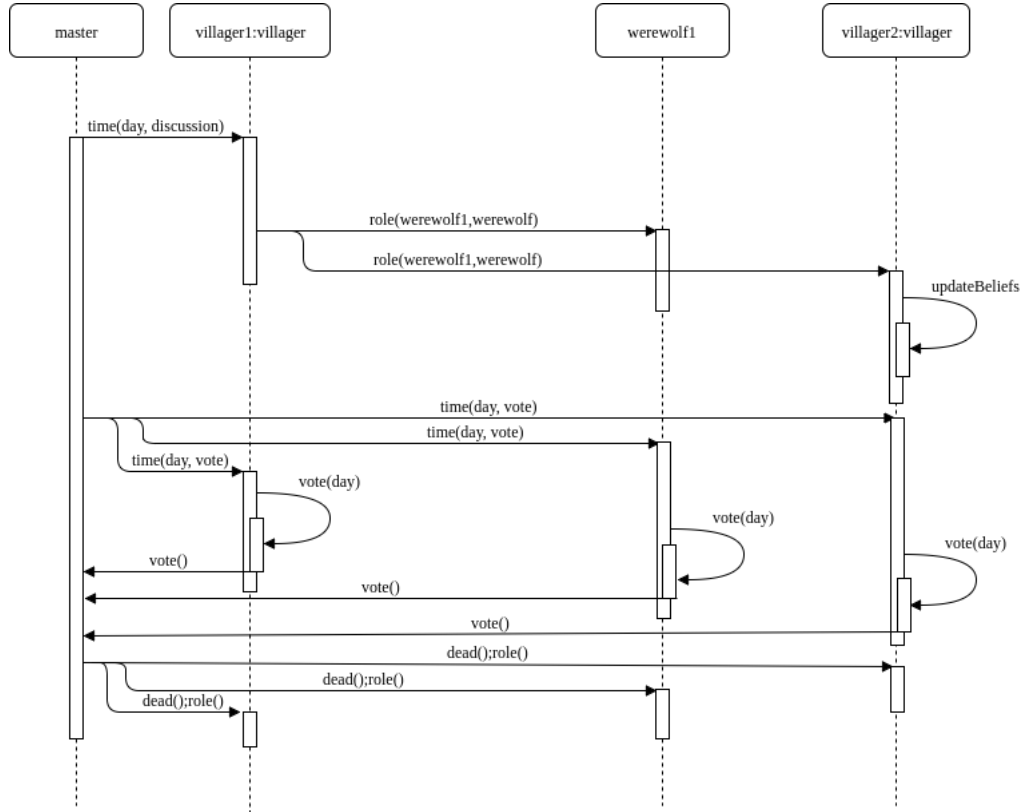 master
villager1:villager
werewolf1
villager2:villager
time(day, discussion)
role(werewolf1,werewolf)
role(werewolf1,werewolf)
updateBeliefs
time(day, vote)
time(day, vote)
time(day, vote)
vote(day)
vote(day)
vote(day)
vote()
vote()
vote()
dead();role()
dead();role()
dead();role()